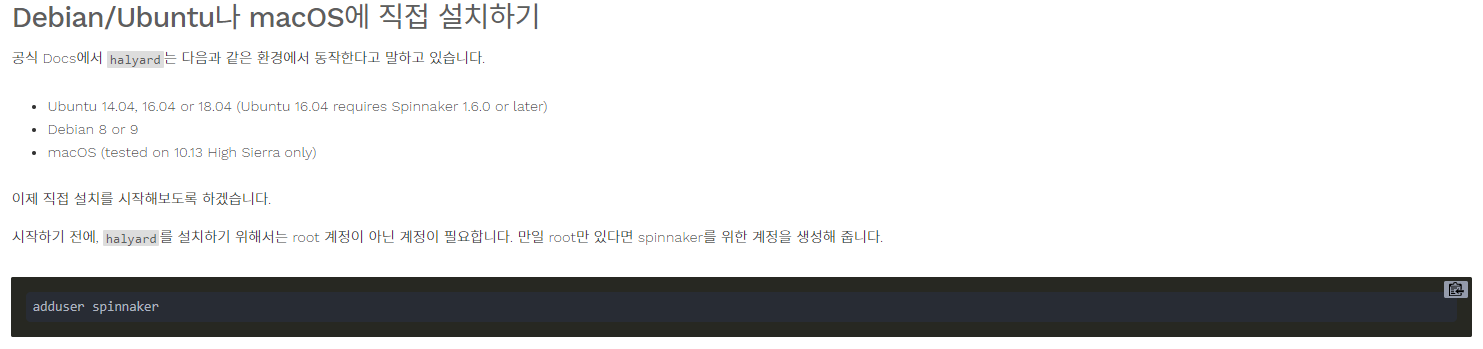 Debian/Ubuntu나 macOS에 직접 설치하기
공식 Docs에서 halyard는 다음과 같은 환경에서 동작한다고 말하고 있습니다.
Ubuntu 14.04, 16.04 or 18.04 (Ubuntu 16.04 requires Spinnaker 1.6.0 or later)
Debian 8 or 9
macOS (tested on 10.13 High Sierra only)
이제 직접 설치를 시작해보도록 하겠습니다.
시작하기 전에, halyard를 설치하기 위해서는 root 계정이 아닌 계정이 필요합니다. 만일 root만 있다면 spinnaker를 위한 계정을 생성해 줍니다.
adduser spinnaker